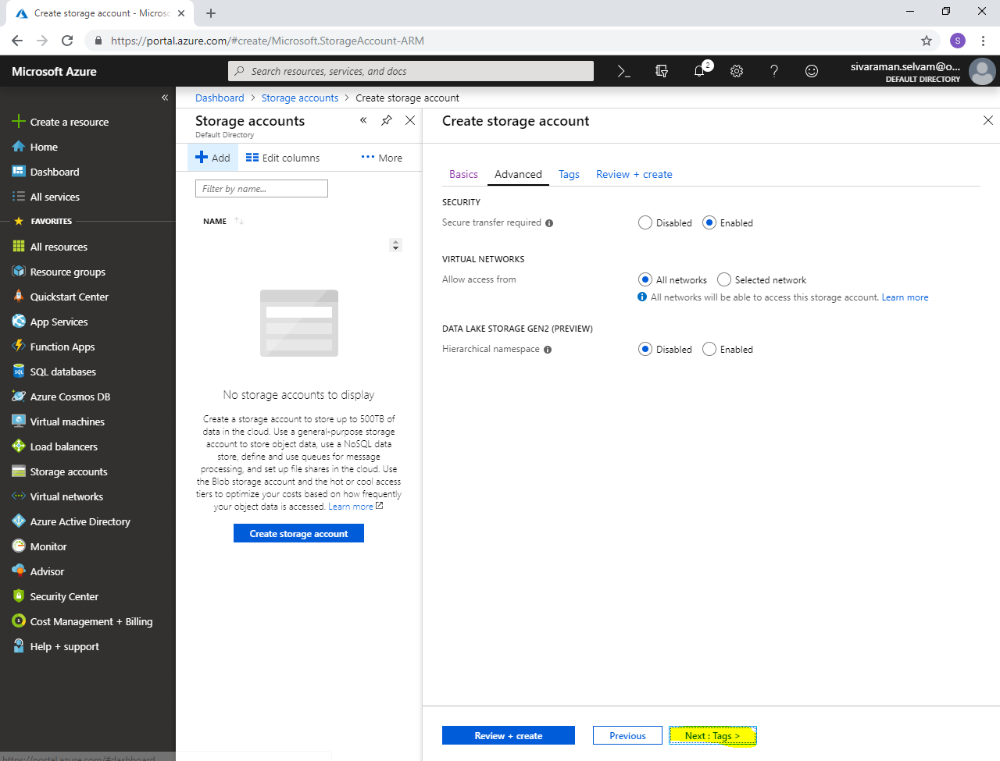 Create storage account - Micros
https://portal.azure.com/#create/Microsoft.StorageAccount-ARM
S
Microsoft Azure
Search resources, services, and docs
2
sivaraman.selvam@o...
DEFAULT DIRECTORY
Dashboard > Storage accounts > Create storage account
Create a resource
Home
Dashboard
All services
FAVORITES
All resources
Resource groups
Quickstart Center
App Services
Function Apps
SQL databases
Azure Cosmos DB
Virtual machines
Load balancers
Storage accounts
Virtual networks
Azure Active Directory
Monitor
Advisor
Security Center
Cost Management + Billing
Help + support
https://portal.azure.com/#dashboard
Storage accounts
Default Directory
Add Edit columns More
Filter by name...
NAME
No storage accounts to display
Create a storage account to store up to 500TB of
data in the cloud. Use a general-purpose storage
account to store object data, use a NoSQL data
store, define and use queues for message
processing, and set up file shares in the cloud. Use
the Blob storage account and the hot or cool access
tiers to optimize your costs based on how frequently
your object data is accessed. Learn more
Create storage account
Create storage account
Basics Advanced Tags Review + create
SECURITY
Secure transfer required Disabled Enabled
VIRTUAL NETWORKS
Allow access from All networks Selected network
All networks will be able to access this storage account. Learn more
DATA LAKE STORAGE GEN2 (PREVIEW)
Hierarchical namespace Disabled Enabled
Review + create Previous Next : Tags >